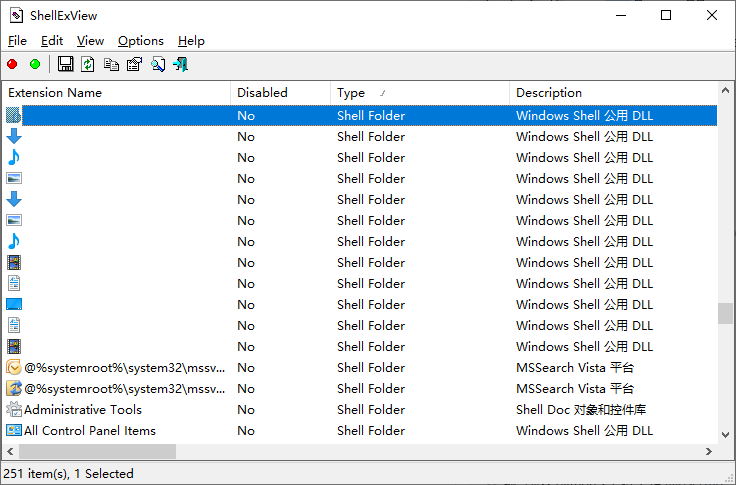 ShellExView
File Edit View Options Help
Extension Name Disabled Type Description
No Shell Folder Windows Shell 公用 DLL
No Shell Folder Windows Shell 公用 DLL
No Shell Folder Windows Shell 公用 DLL
No Shell Folder Windows Shell 公用 DLL
No Shell Folder Windows Shell 公用 DLL
No Shell Folder Windows Shell 公用 DLL
No Shell Folder Windows Shell 公用 DLL
No Shell Folder Windows Shell 公用 DLL
No Shell Folder Windows Shell 公用 DLL
No Shell Folder Windows Shell 公用 DLL
No Shell Folder Windows Shell 公用 DLL
No Shell Folder Windows Shell 公用 DLL
@%systemroot%\system32\mssv... No Shell Folder MSSearch Vista 平台
@%systemroot%\system32\mssv... No Shell Folder MSSearch Vista 平台
Administrative Tools No Shell Folder Shell Doc 对象和控件库
All Control Panel Items No Shell Folder Windows Shell 公用 DLL
251 item(s), 1 Selected